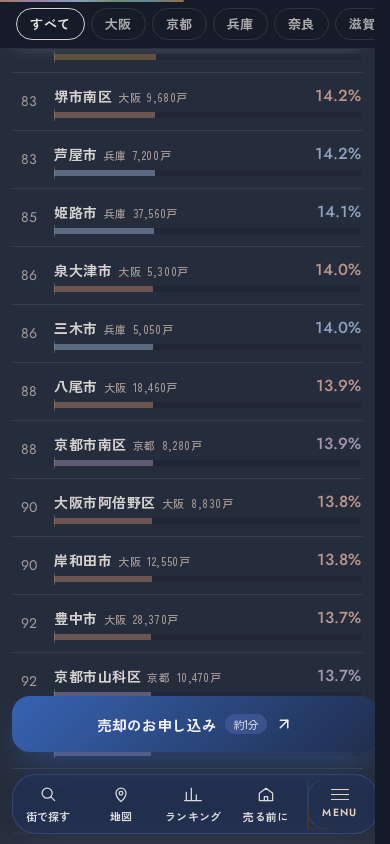 すべて 大阪 京都 兵庫 奈良 滋賀
83 堺市南区 大阪 9,680戸 14.2%
83 芦屋市 兵庫 7,200戸 14.2%
85 姫路市 兵庫 37,560戸 14.1%
86 泉大津市 大阪 5,300戸 14.0%
86 三木市 兵庫 5,050戸 14.0%
88 八尾市 大阪 18,460戸 13.9%
88 京都市南区 京都 8,280戸 13.9%
90 大阪市阿倍野区 大阪 8,830戸 13.8%
90 岸和田市 大阪 12,550戸 13.8%
92 豊中市 大阪 28,370戸 13.7%
92 京都市山科区 京都 10,470戸 13.7%
売却のお申し込み 約1分
街で探す 地図 ランキング 売る前に MENU